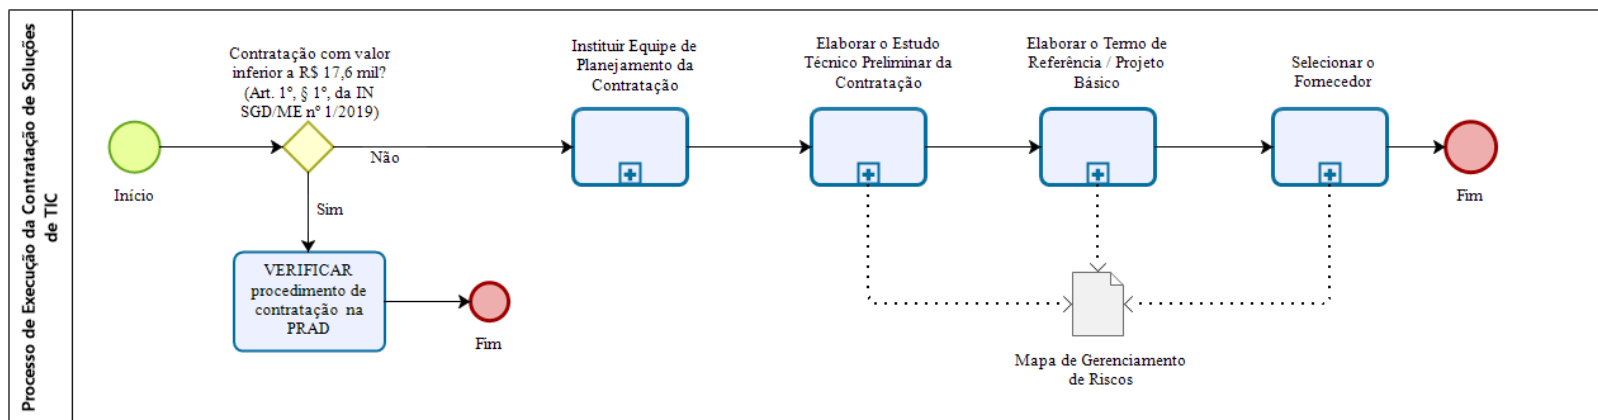 Processo de Execução da Contratação de Soluções
de TIC
Início
Contratação com valor
inferior a R$ 17,6 mil?
(Art. 1º, § 1º, da IN
SGD/ME nº 1/2019)
Não
Sim
VERIFICAR
procedimento de
contratação na
PRAD
Fim
Instituir Equipe de
Planejamento da
Contratação
Elaborar o Estudo
Técnico Preliminar da
Contratação
Elaborar o Termo de
Referência / Projeto
Básico
Selecionar o
Fornecedor
Fim
Mapa de Gerenciamento
de Riscos